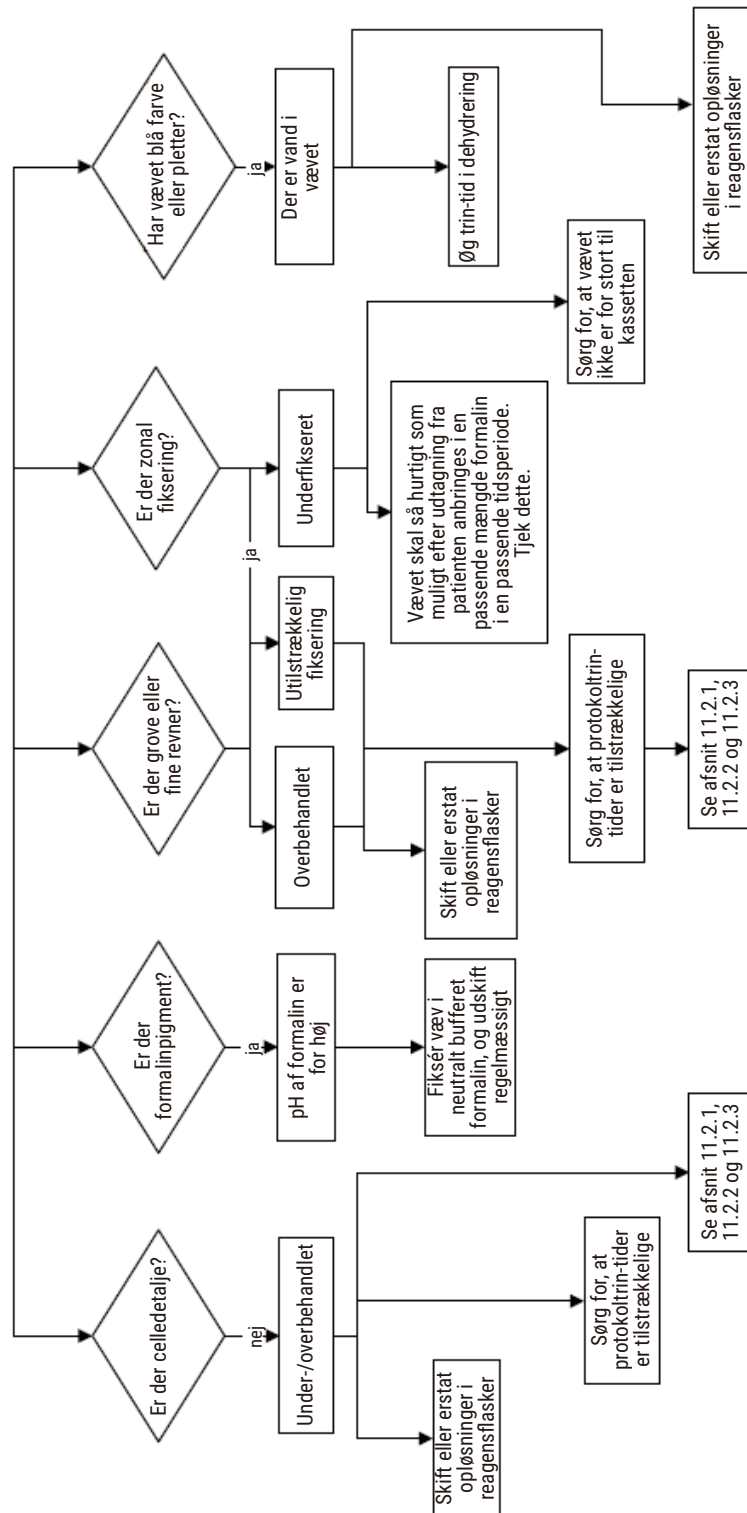 Er der celledetalje?
nej
Under-/overbehandlet
Skift eller erstat
opløsninger i
reagensflasker
Sørg for, at
protokoltrin-tider
er tilstrækkelige
Se afsnit 11.2.1,
11.2.2 og 11.2.3
Er der
formalinpigment?
ja
pH af formalin er
for høj
Fiksér væv i
neutralt bufferet
formalin, og udskift
regelmæssigt
Er der grove eller
fine revner?
Overbehandlet
Utilstrækkelig
fiksering
Skift eller erstat
opløsninger i
reagensflasker
Sørg for, at protokoltrin-
tider er tilstrækkelige
Se afsnit 11.2.1,
11.2.2 og 11.2.3
Er der zonal
fiksering?
ja
Underfikseret
Vævet skal så hurtigt som
muligt efter udtagning fra
patienten anbringes i en
passende mængde formalin
i en passende tidsperiode.
Tjek dette.
Sørg for, at vævet
ikke er for stort til
kassetten
Har vævet blå farve
eller pletter?
ja
Der er vand i
vævet
Øg trin-tid i dehydrering
Skift eller erstat opløsninger
i reagensflasker